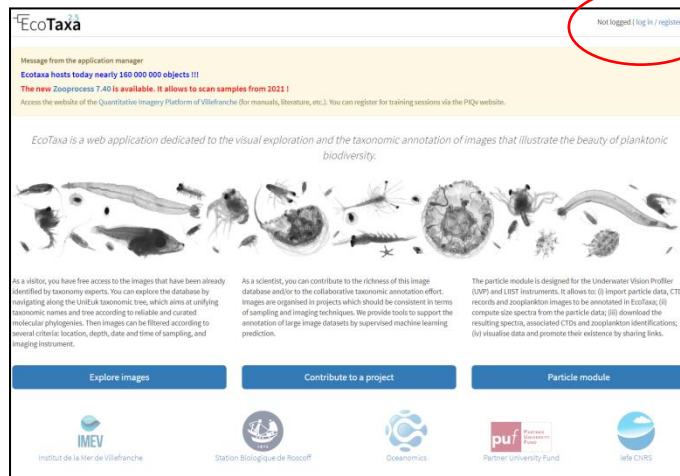 EcoTaxa
2.5
Not logged | log in / register
Message from the application manager
Ecotaxa hosts today nearly 160 000 000 objects !!!
The new Zooprocess 7.40 is available. It allows to scan samples from 2021 !
Access the website of the Quantitative Imagery Platform of Villefranche (for manuals, literature, etc.). You can register for training sessions via the PIQv website.
EcoTaxa is a web application dedicated to the visual exploration and the taxonomic annotation of images that illustrate the beauty of planktonic
biodiversity.
As a visitor, you have free access to the images that have been already
identified by taxonomy experts. You can explore the database by
navigating along the UniEuk taxonomic tree, which aims at unifying
taxonomic names and tree according to reliable and curated
molecular phylogenies. Then images can be filtered according to
several criteria: location, depth, date and time of sampling, and
imaging instrument.
As a scientist, you can contribute to the richness of this image
database and/or to the collaborative taxonomic annotation effort.
Images are organised in projects which should be consistent in terms
of sampling and imaging techniques. We provide tools to support the
annotation of large image datasets by supervised machine learning
prediction.
The particle module is designed for the Underwater Vision Profiler
(UVP) and LIIST instruments. It allows to: (i) import particle data, CTD
records and zooplankton images to be annotated in EcoTaxa; (ii)
compute size spectra from the particle data; (iii) download the
resulting spectra, associated CTDs and zooplankton identifications;
(iv) visualise data and promote their existence by sharing links.
Explore images
Contribute to a project
Particle module
IMEV
puf PARTNER UNIVERSITY FUND
Institut de la Mer de Villefranche
Station Biologique de Roscoff
Oceanomics
Partner University Fund
lefe CNRS